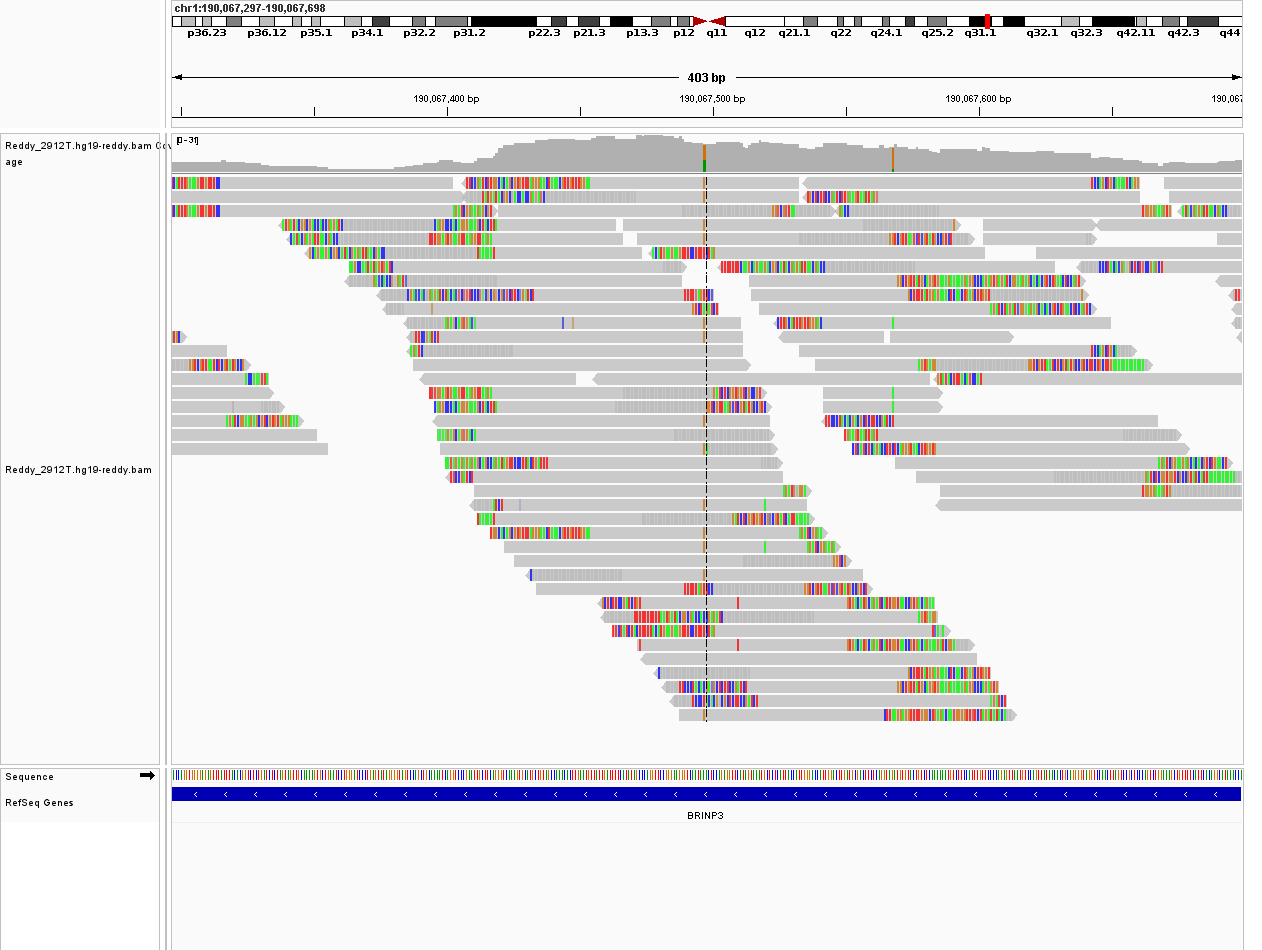 chr1:190,067,297-190,067,698
p36.23 p36.12 p35.1 p34.1 p32.2 p31.2 p22.3 p21.3 p13.3 p12 q11 q12 q21.1 q22 q24.1 q25.2 q31.1 q32.1 q32.3 q42.11 q42.3 q44
403 bp
190,067,400 bp 190,067,500 bp 190,067,600 bp 190,067
Reddy_2912T.hg19-reddy.bam Cov
age
[0-31]
Reddy_2912T.hg19-reddy.bam
Sequence
RefSeq Genes
BRINP3